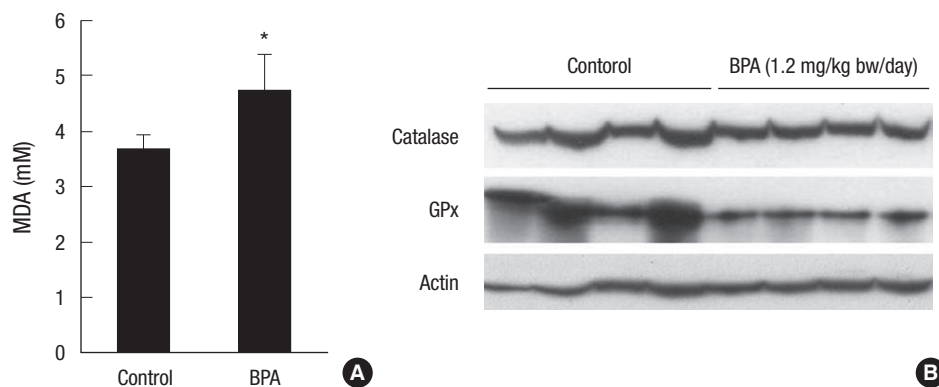 6
5
4
3
2
1
0
MDA (mM)
*
Control
BPA
A
Contorol
BPA (1.2 mg/kg bw/day)
Catalase
GPx
Actin
B